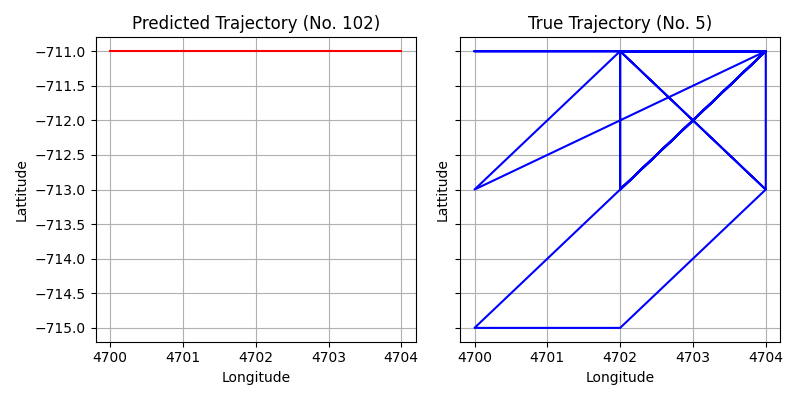 Predicted Trajectory (No. 102)
Lattitude
−711.0
−711.5
−712.0
−712.5
−713.0
−713.5
−714.0
−714.5
−715.0
4700 4701 4702 4703 4704
Longitude
True Trajectory (No. 5)
Lattitude
4700 4701 4702 4703 4704
Longitude